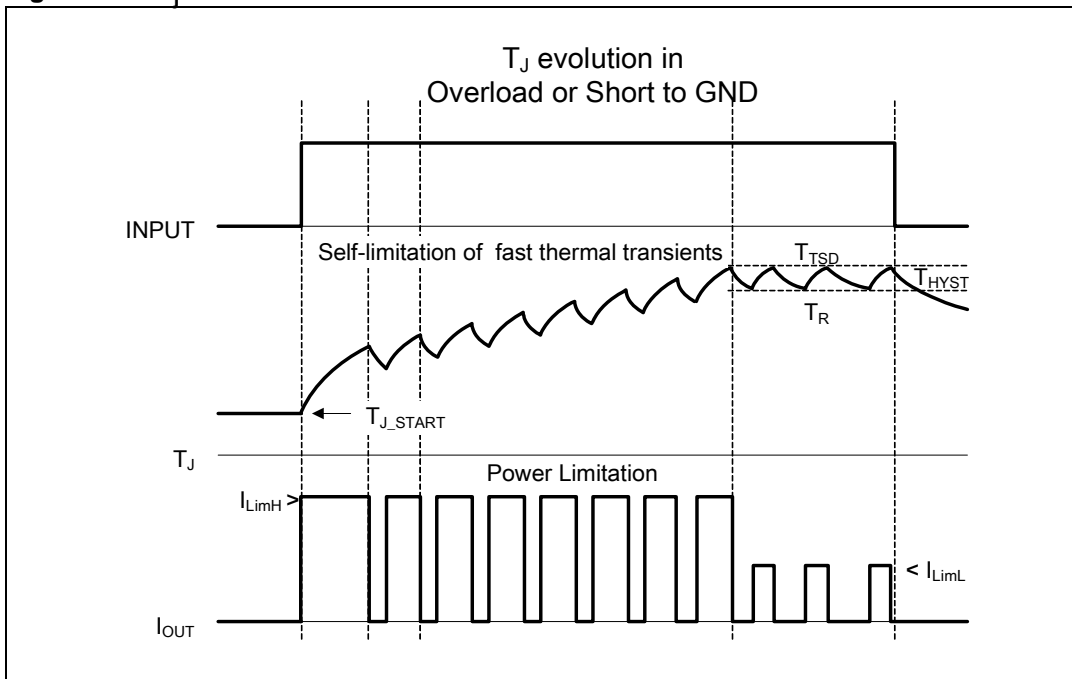 T_J evolution in
Overload or Short to GND
INPUT
Self-limitation of fast thermal transients
T_TSD
T_HYST
T_R
T_J_START
T_J
Power Limitation
I_LimH >
< I_LimL
I_OUT